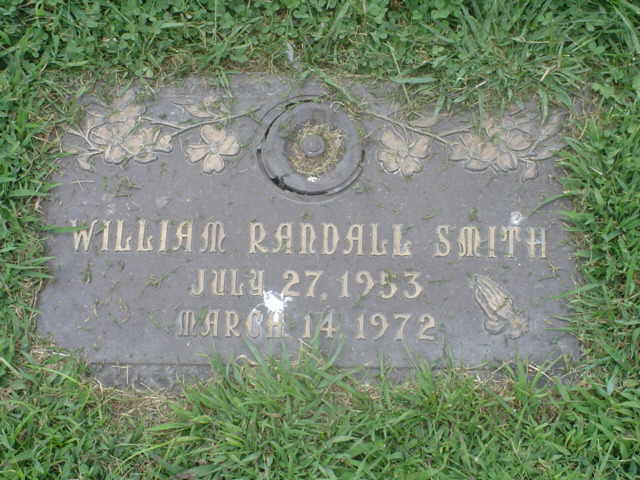 WILLIAM RANDALL SMITH
JULY 27, 1953
MARCH 14 1972